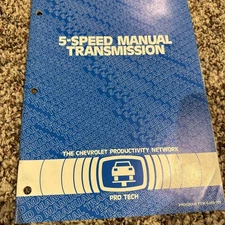 5-SPEED MANUAL
TRANSMISSION
THE CHEVROLET PRODUCTIVITY NETWORK
PRO TECH